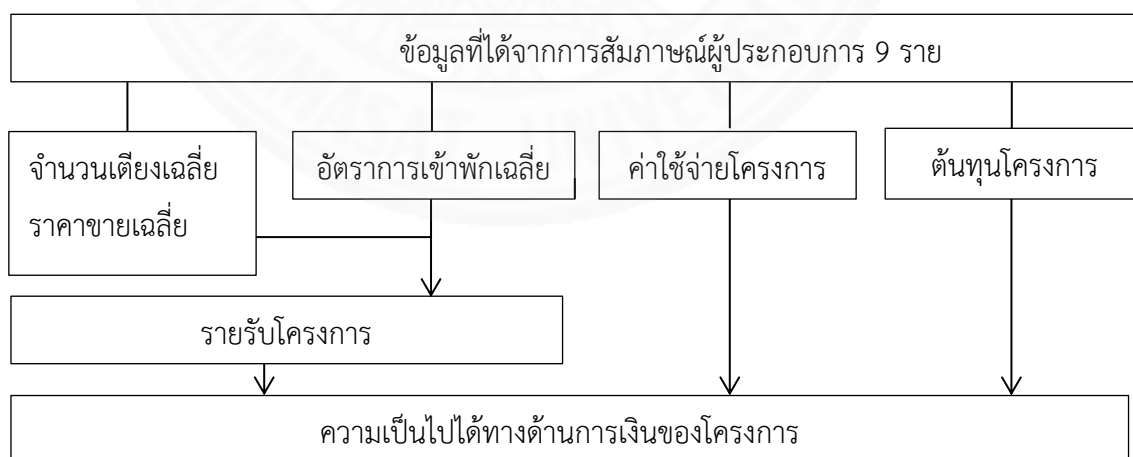 ข้อมูลที่ได้จากการสัมภาษณ์ผู้ประกอบการ 9 ราย
จำนวนเตียงเฉลี่ย
ราคาขายเฉลี่ย
อัตราการเข้าพักเฉลี่ย
ค่าใช้จ่ายโครงการ
ต้นทุนโครงการ
รายรับโครงการ
ความเป็นไปได้ทางด้านการเงินของโครงการ